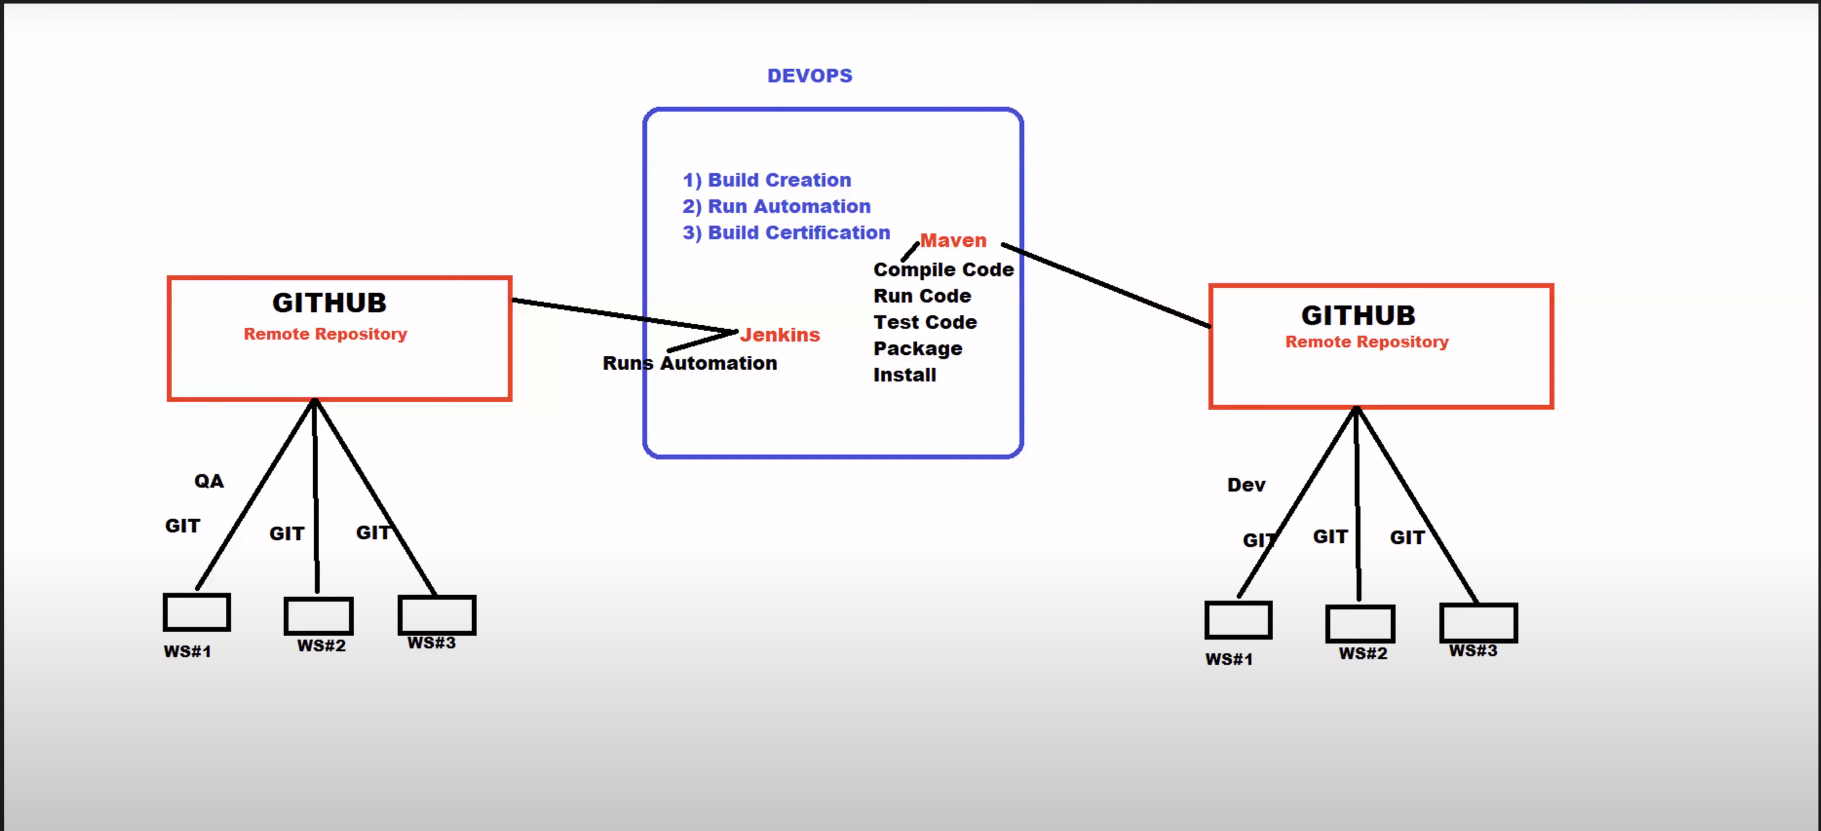 DEVOPS
1) Build Creation
2) Run Automation
3) Build Certification
Maven
Compile Code
Run Code
Test Code
Package
Install
Jenkins
Runs Automation
GITHUB
Remote Repository
QA
GIT
GIT
GIT
WS#1
WS#2
WS#3
GITHUB
Remote Repository
Dev
GIT
GIT
GIT
WS#1
WS#2
WS#3